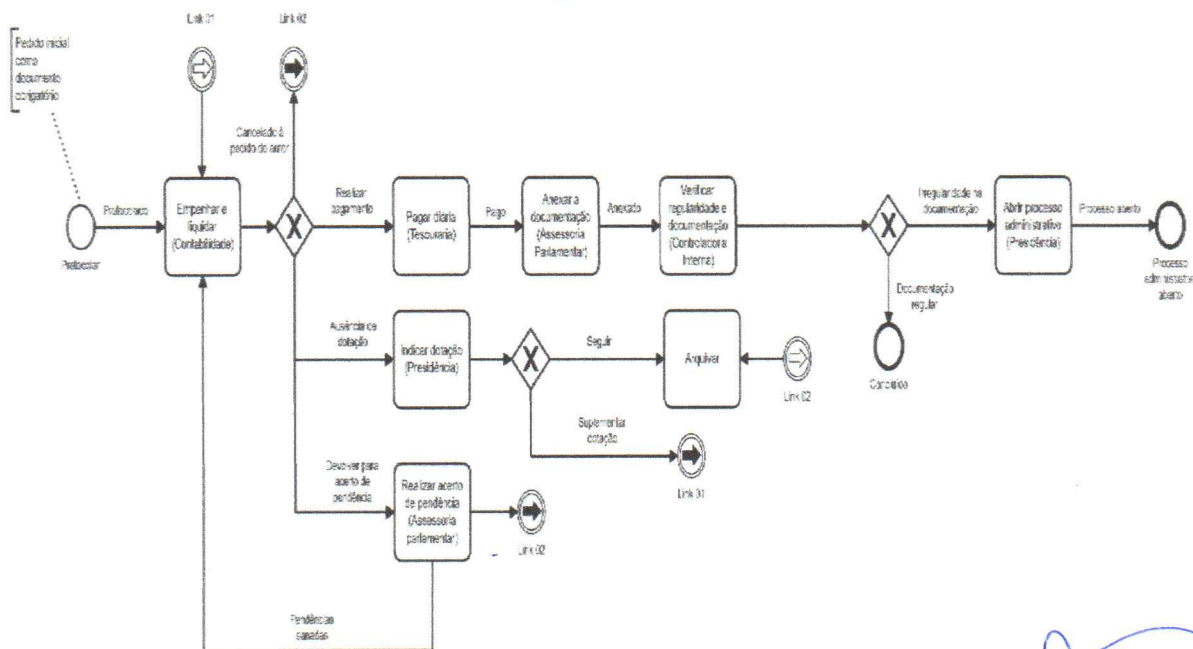 Link 01
Link 02
Pedido inicial
como
documento
obrigatório
Cancelado à
pedido do autor
Protocolar
Protocolado
Empenhar e
liquidar
(Contabilidade)
X
Realizar
pagamento
Pagar diária
(Tesouraria)
Pago
Anexar a
documentação
(Assessoria
Parlamentar)
Anexado
Verificar
regularidade e
documentação
(Controladoria
Interna)
X
Irregularidade na
documentação
Abrir processo
administrativo
(Presidência)
Processo aberto
Processo
administrativo
aberto
Documentação
regular
Concluído
Ausência de
dotação
Indicar dotação
(Presidência)
X
Seguir
Arquivar
Link 02
Suplementar
dotação
Link 01
Devolver para
acerto de
pendência
Realizar acerto
de pendência
(Assessoria
parlamentar)
Link 02
Pendências
sanadas